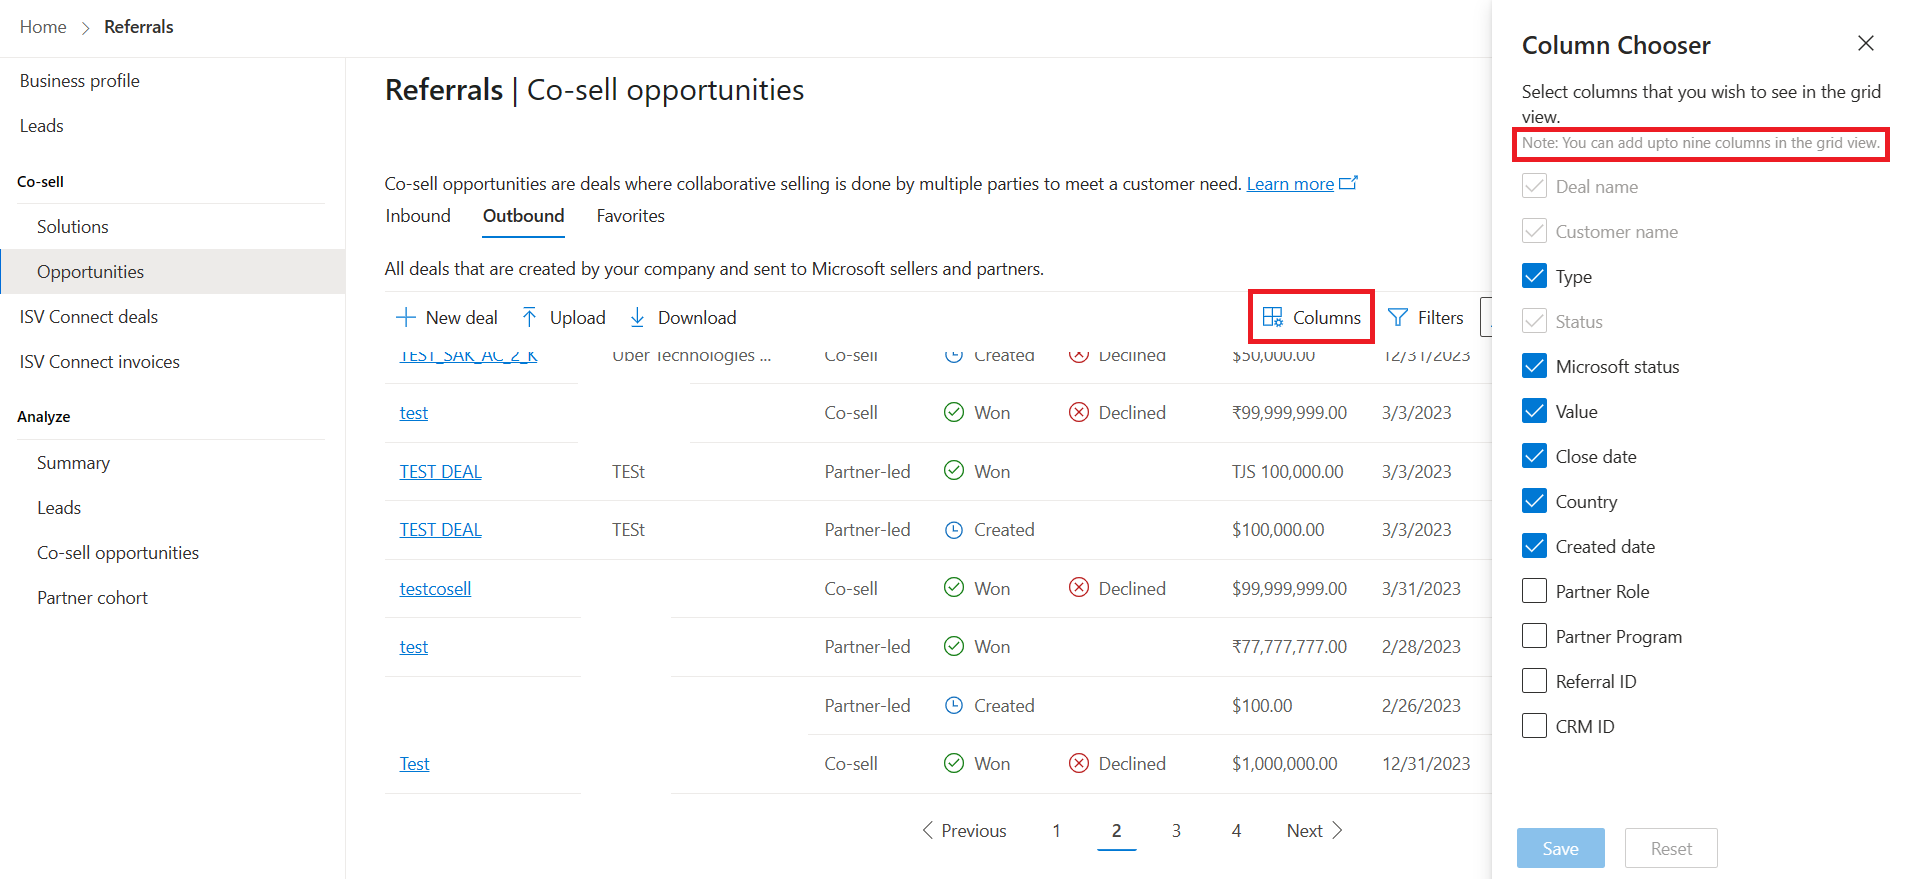 Home > Referrals
Business profile
Leads
Co-sell
Solutions
Opportunities
ISV Connect deals
ISV Connect invoices
Analyze
Summary
Leads
Co-sell opportunities
Partner cohort
Referrals | Co-sell opportunities
Co-sell opportunities are deals where collaborative selling is done by multiple parties to meet a customer need. Learn more
Inbound Outbound Favorites
All deals that are created by your company and sent to Microsoft sellers and partners.
New deal Upload Download Columns Filters
TEST_SAK_AC_2_K Uber Technologies ... Co-sell Created Declined $50,000.00 12/31/2023
test Co-sell Won Declined ₹99,999,999.00 3/3/2023
TEST DEAL TESt Partner-led Won TJS 100,000.00 3/3/2023
TEST DEAL TESt Partner-led Created $100,000.00 3/3/2023
testcosell Co-sell Won Declined $99,999,999.00 3/31/2023
test Partner-led Won ₹77,777,777.00 2/28/2023
Partner-led Created $100.00 2/26/2023
Test Co-sell Won Declined $1,000,000.00 12/31/2023
Previous 1 2 3 4 Next
Column Chooser
Select columns that you wish to see in the grid
view.
Note: You can add upto nine columns in the grid view.
Deal name
Customer name
Type
Status
Microsoft status
Value
Close date
Country
Created date
Partner Role
Partner Program
Referral ID
CRM ID
Save Reset